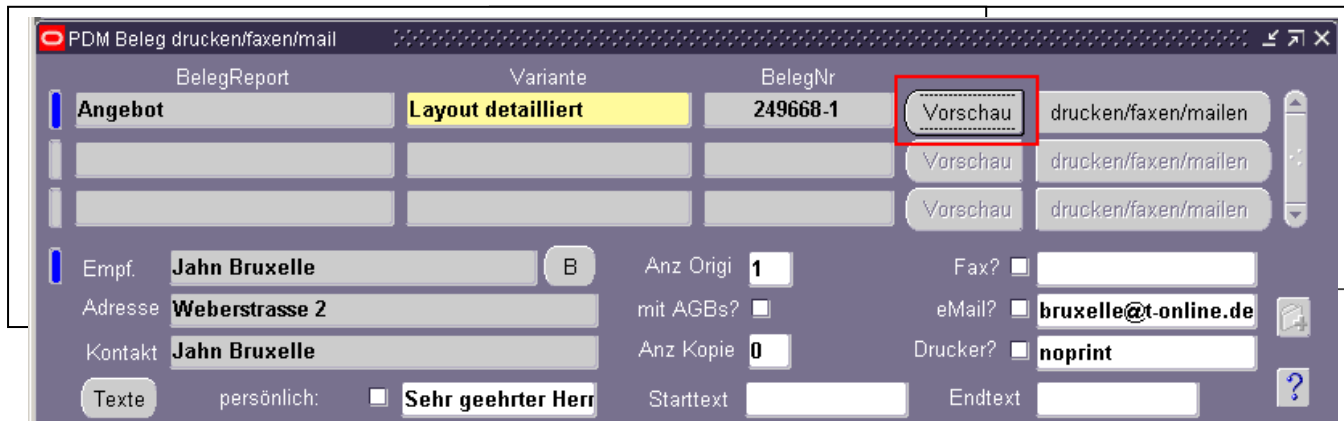 PDM Beleg drucken/faxen/mail
BelegReport Variante BelegNr
Angebot Layout detailliert 249668-1 Vorschau drucken/faxen/mailen
Vorschau drucken/faxen/mailen
Vorschau drucken/faxen/mailen
Empf. Jahn Bruxelle B Anz Origi 1 Fax?
Adresse Weberstrasse 2 mit AGBs? eMail? bruxelle@t-online.de
Kontakt Jahn Bruxelle Anz Kopie 0 Drucker? noprint
Texte persönlich: Sehr geehrter Herr Starttext Endtext ?